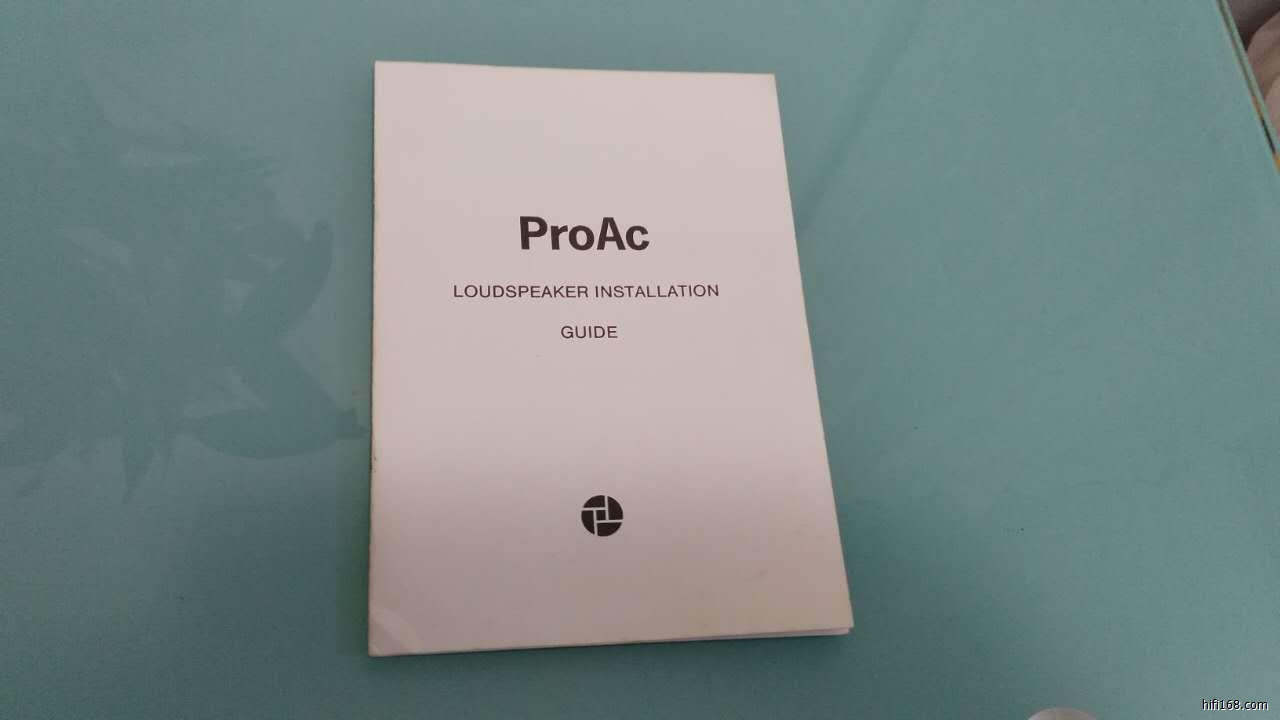 ProAc
LOUDSPEAKER INSTALLATION
GUIDE
hifi168.com